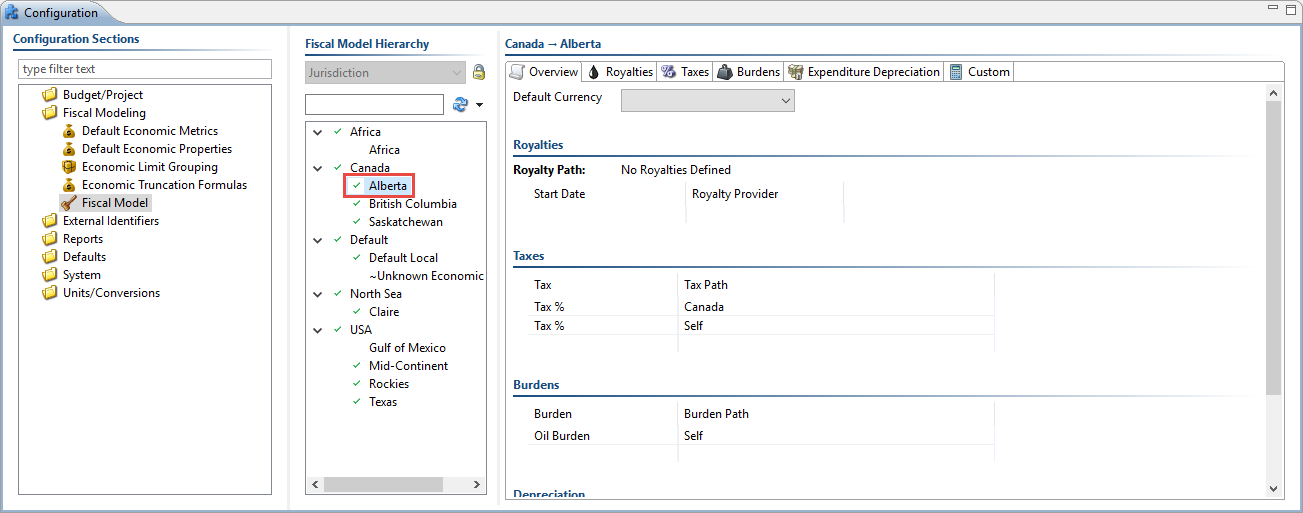 Configuration
Configuration Sections
type filter text
Budget/Project
Fiscal Modeling
Default Economic Metrics
Default Economic Properties
Economic Limit Grouping
Economic Truncation Formulas
Fiscal Model
External Identifiers
Reports
Defaults
System
Units/Conversions
Fiscal Model Hierarchy
Jurisdiction
Africa
Africa
Canada
Alberta
British Columbia
Saskatchewan
Default
Default Local
~Unknown Economic
North Sea
Claire
USA
Gulf of Mexico
Mid-Continent
Rockies
Texas
Canada → Alberta
Overview Royalties Taxes Burdens Expenditure Depreciation Custom
Default Currency
Royalties
Royalty Path: No Royalties Defined
Start Date Royalty Provider
Taxes
Tax Tax Path
Tax % Canada
Tax % Self
Burdens
Burden Burden Path
Oil Burden Self
Depreciation